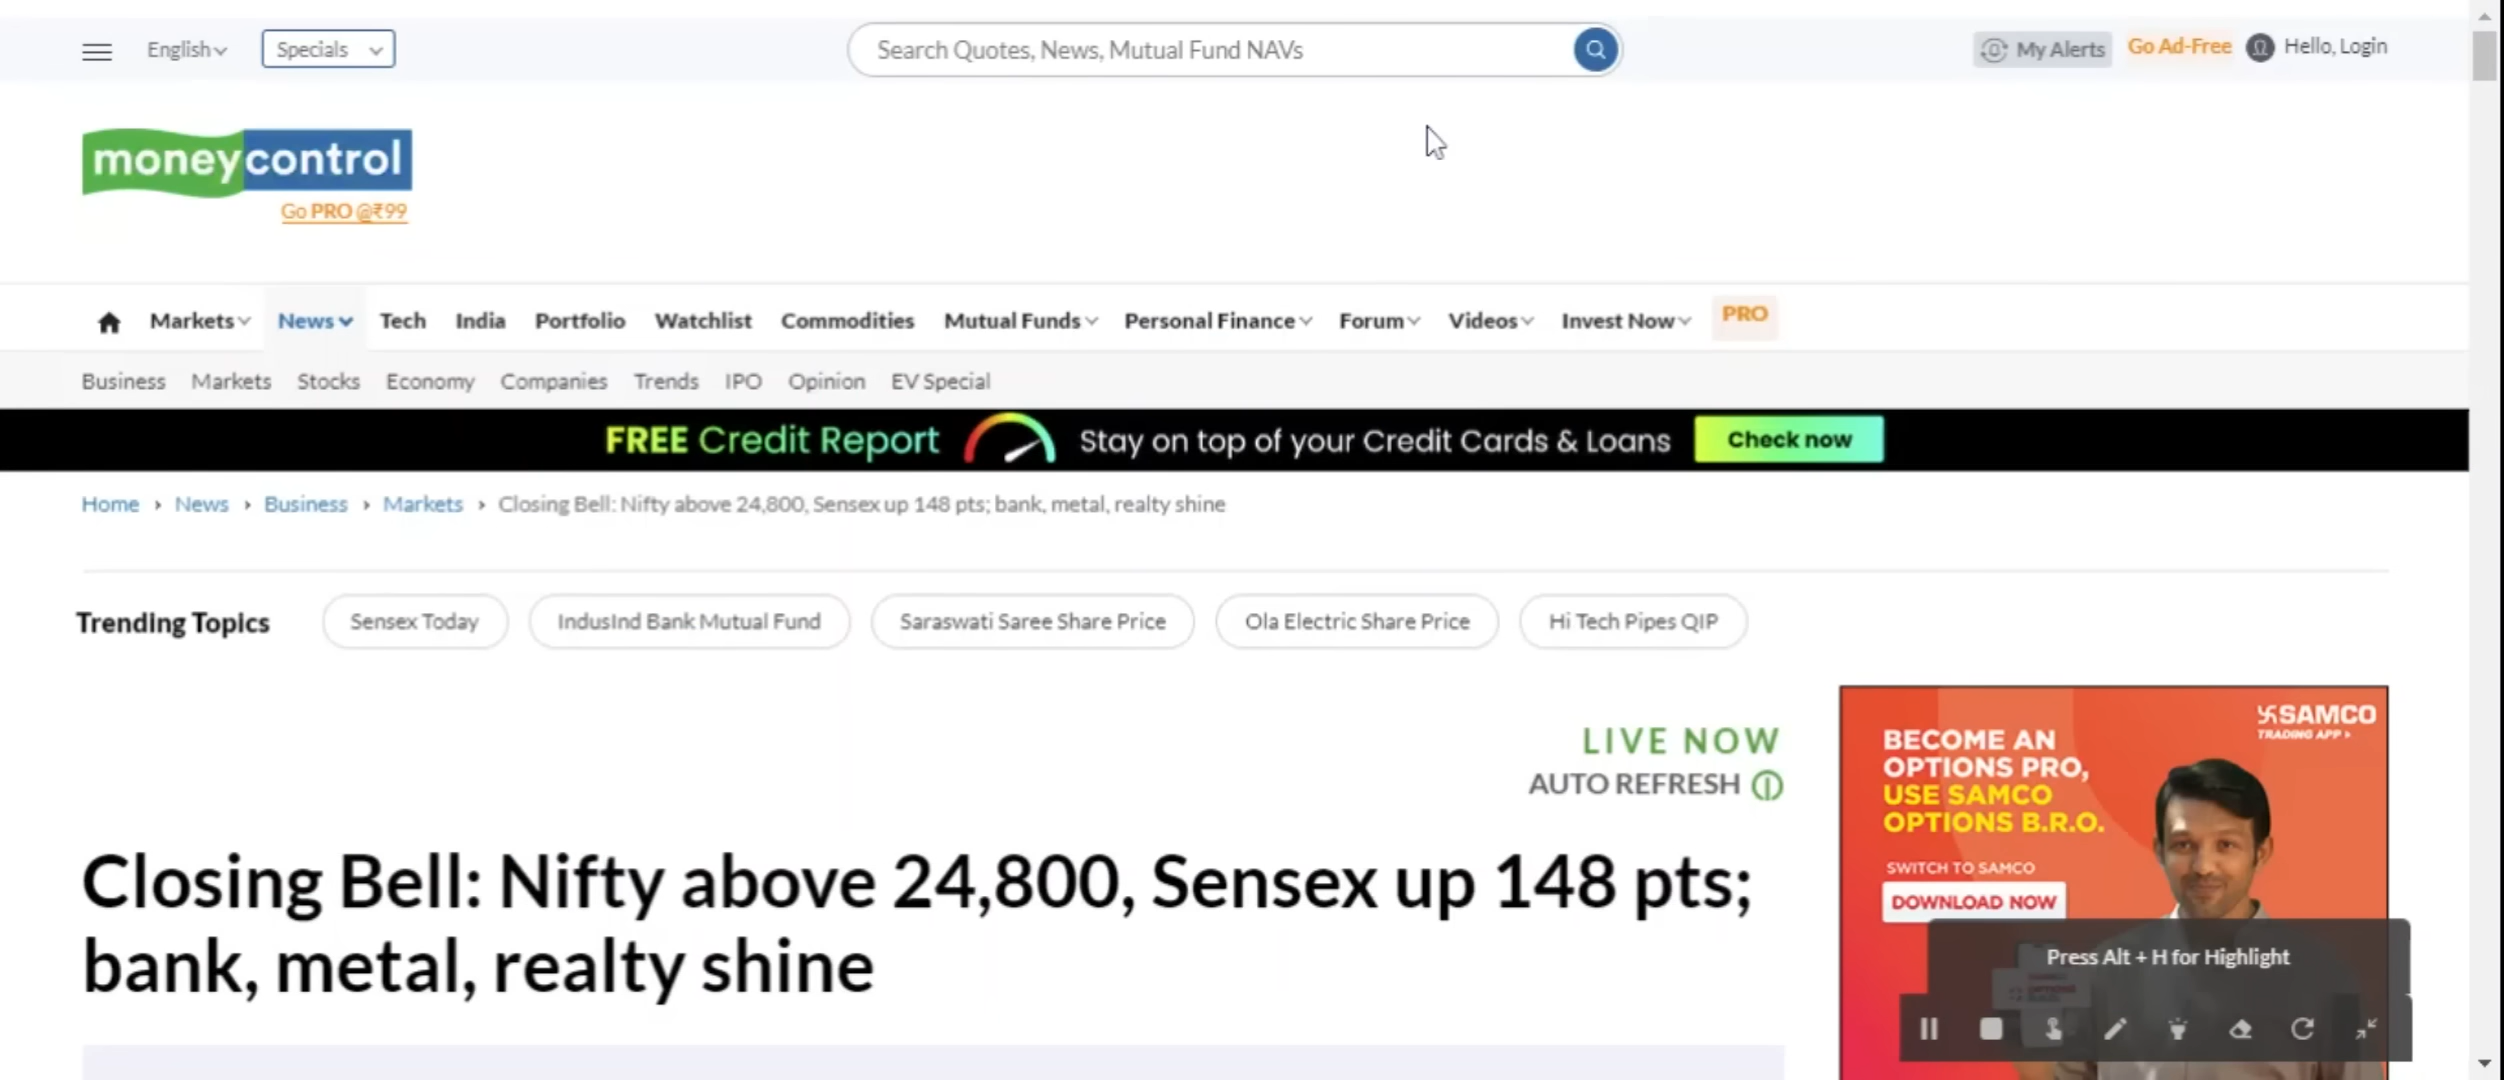 English
Specials
Search Quotes, News, Mutual Fund NAVs
My Alerts
Go Ad-Free
Hello, Login
moneycontrol
Go PRO @₹99
Markets News Tech India Portfolio Watchlist Commodities Mutual Funds Personal Finance Forum Videos Invest Now PRO
Business Markets Stocks Economy Companies Trends IPO Opinion EV Special
FREE Credit Report Stay on top of your Credit Cards & Loans Check now
Home › News › Business › Markets › Closing Bell: Nifty above 24,800, Sensex up 148 pts; bank, metal, realty shine
Trending Topics Sensex Today IndusInd Bank Mutual Fund Saraswati Saree Share Price Ola Electric Share Price Hi Tech Pipes QIP
LIVE NOW
AUTO REFRESH
Closing Bell: Nifty above 24,800, Sensex up 148 pts;
bank, metal, realty shine
SAMCO
TRADING APP
BECOME AN
OPTIONS PRO,
USE SAMCO
OPTIONS B.R.O.
SWITCH TO SAMCO
DOWNLOAD NOW
Press Alt + H for Highlight